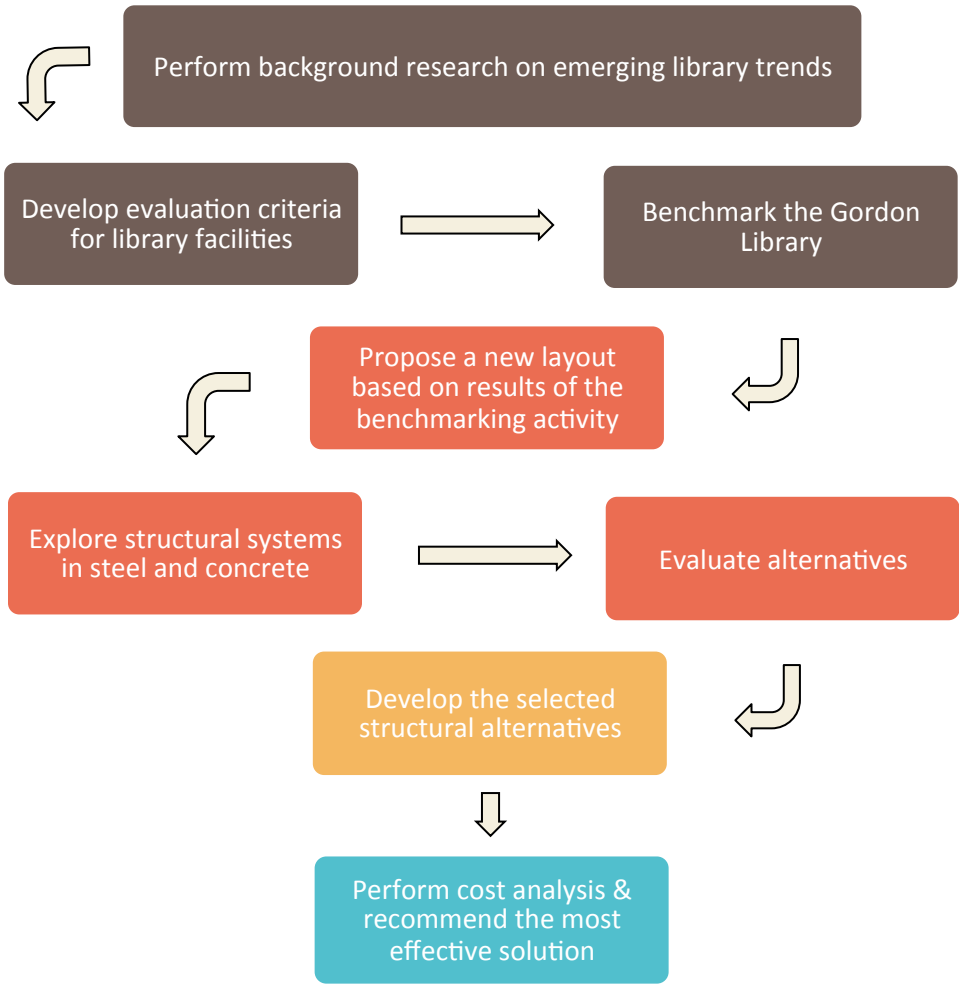 Perform background research on emerging library trends
Develop evaluation criteria
for library facilities
Benchmark the Gordon
Library
Propose a new layout
based on results of the
benchmarking activity
Explore structural systems
in steel and concrete
Evaluate alternatives
Develop the selected
structural alternatives
Perform cost analysis &
recommend the most
effective solution